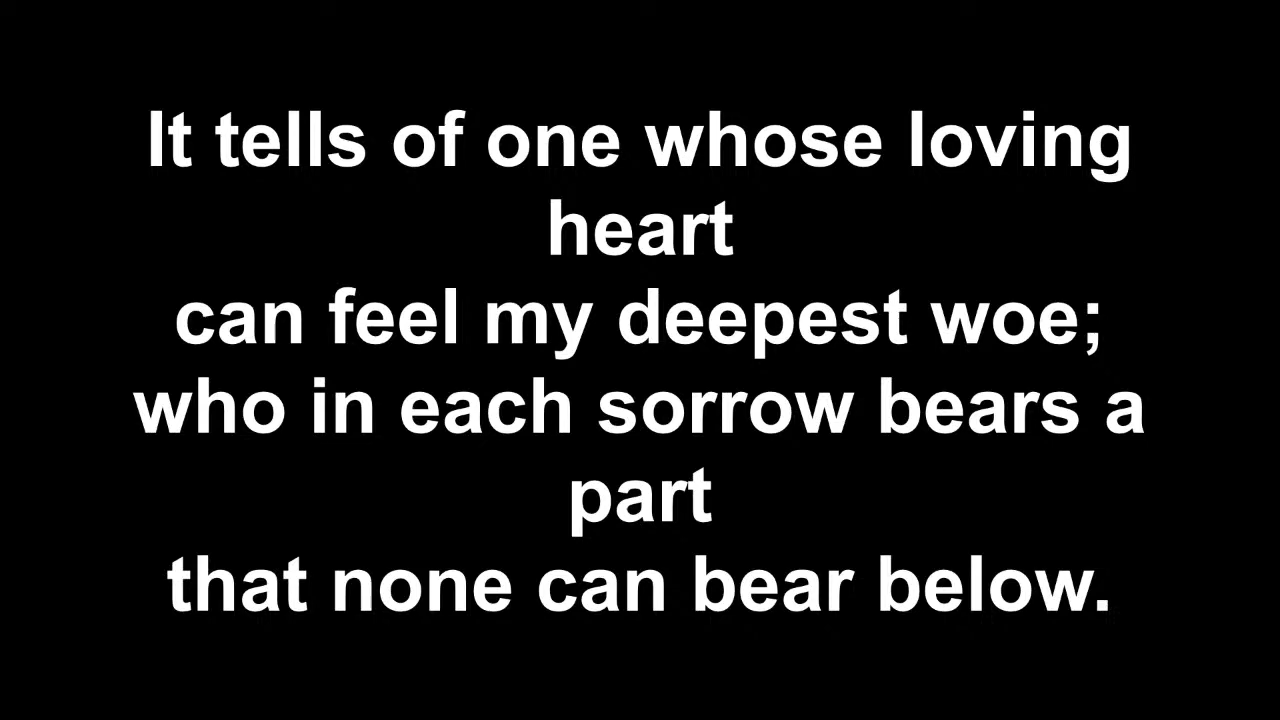 It tells of one whose loving
heart
can feel my deepest woe;
who in each sorrow bears a
part
that none can bear below.